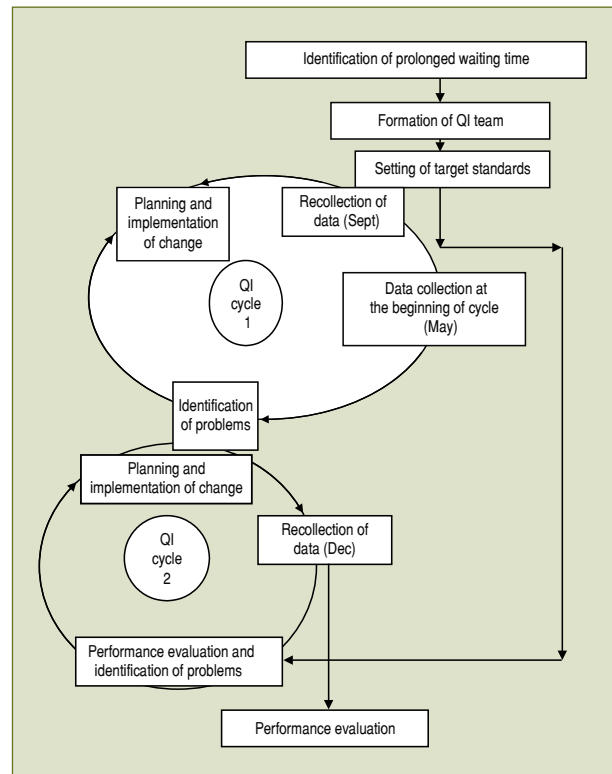 Identification of prolonged waiting time
Formation of QI team
Setting of target standards
Planning and
implementation
of change
Recollection of
data (Sept)
QI
cycle
1
Data collection at
the beginning of cycle
(May)
Identification
of problems
Planning and
implementation of change
QI
cycle
2
Recollection of
data (Dec)
Performance evaluation and
identification of problems
Performance evaluation